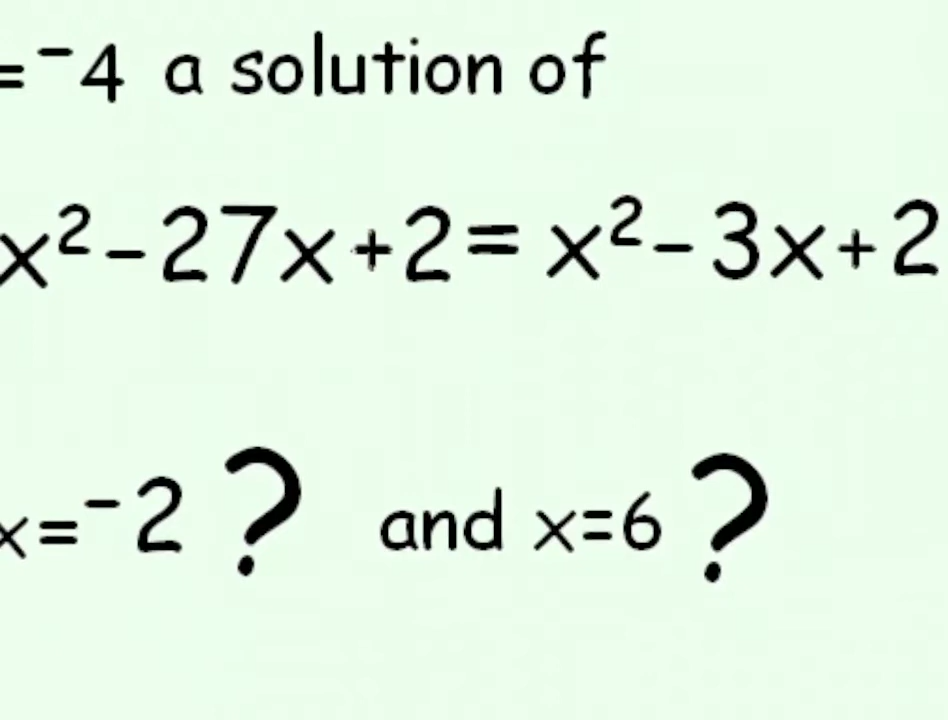 =⁻4 a solution of
x²-27x+2= x²-3x+2
x=⁻2 ? and x=6 ?